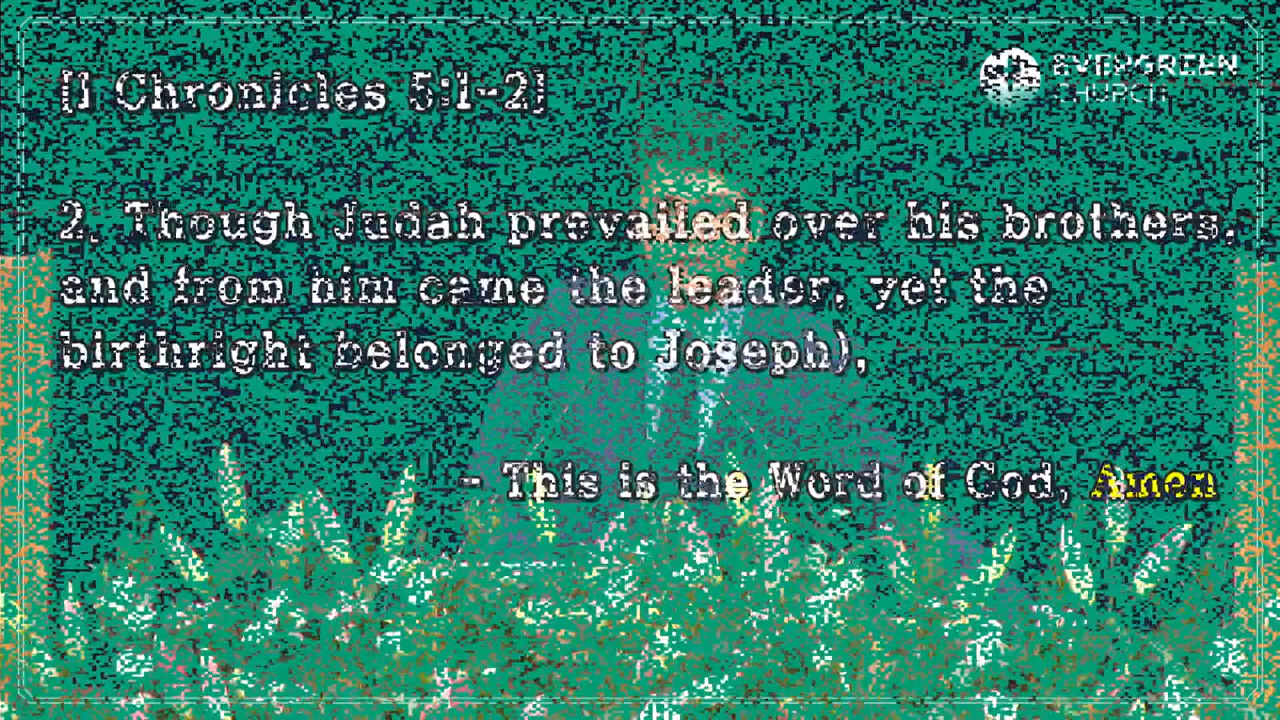 [1 Chronicles 5:1-2]
EVERGREEN
CHURCH
2. Though Judah prevailed over his brothers,
and from him came the leader, yet the
birthright belonged to Joseph),
- This is the Word of God, Amen